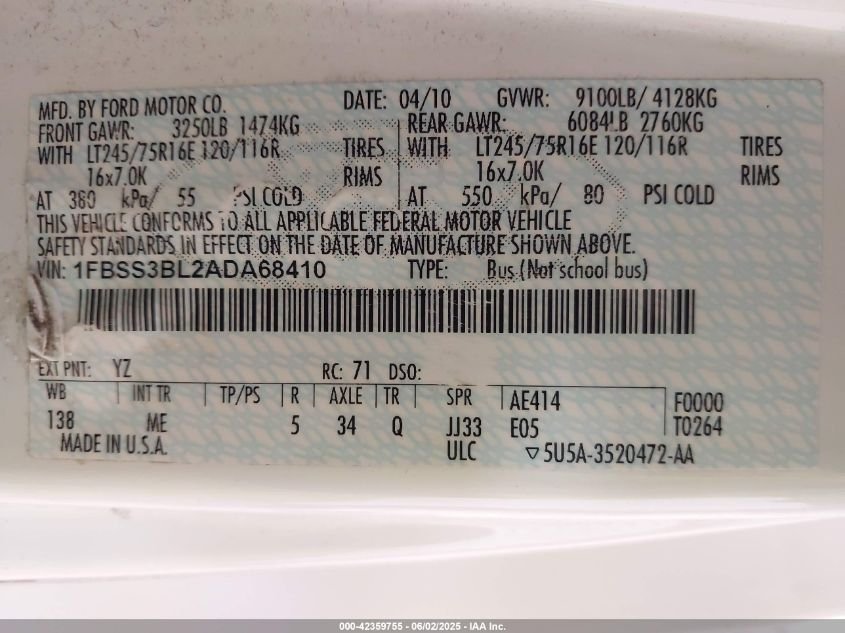 MFD. BY FORD MOTOR CO. DATE: 04/10 GVWR: 9100LB/ 4128KG
FRONT GAWR: 3250LB 1474KG REAR GAWR: 6084LB 2760KG
WITH LT245/75R16E 120/116R TIRES WITH LT245/75R16E 120/116R TIRES
16x7.0K RIMS 16x7.0K RIMS
AT 380 kPa/ 55 PSI COLD AT 550 kPa/ 80 PSI COLD
THIS VEHICLE CONFORMS TO ALL APPLICABLE FEDERAL MOTOR VEHICLE
SAFETY STANDARDS IN EFFECT ON THE DATE OF MANUFACTURE SHOWN ABOVE.
VIN: 1FBSS3BL2ADA68410 TYPE: Bus (Not school bus)
EXT PNT: YZ RC: 71 DSO:
WB INT TR TP/PS R AXLE TR SPR AE414 F0000
138 ME 5 34 Q JJ33 E05 T0264
MADE IN U.S.A. ULC ▽5U5A-3520472-AA
000-42359755 - 06/02/2025 - IAA Inc.